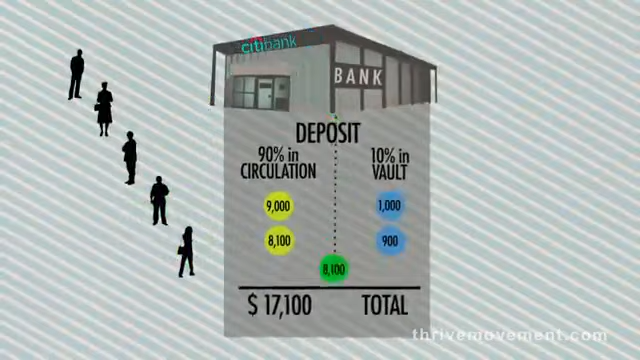 citibank
BANK
DEPOSIT
90% in
CIRCULATION
10% in
VAULT
9,000
1,000
8,100
900
8,100
$ 17,100 TOTAL
thrivemovement.com